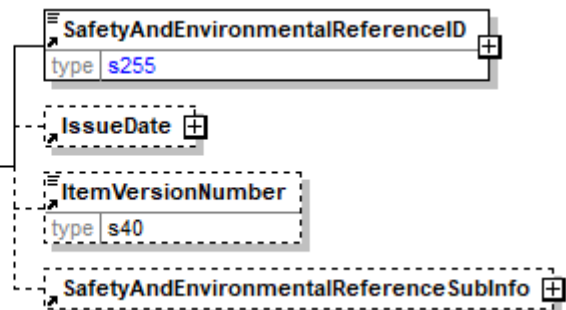 SafetyAndEnvironmentalReferenceID
type s255
IssueDate
ItemVersionNumber
type s40
SafetyAndEnvironmentalReferenceSubInfo